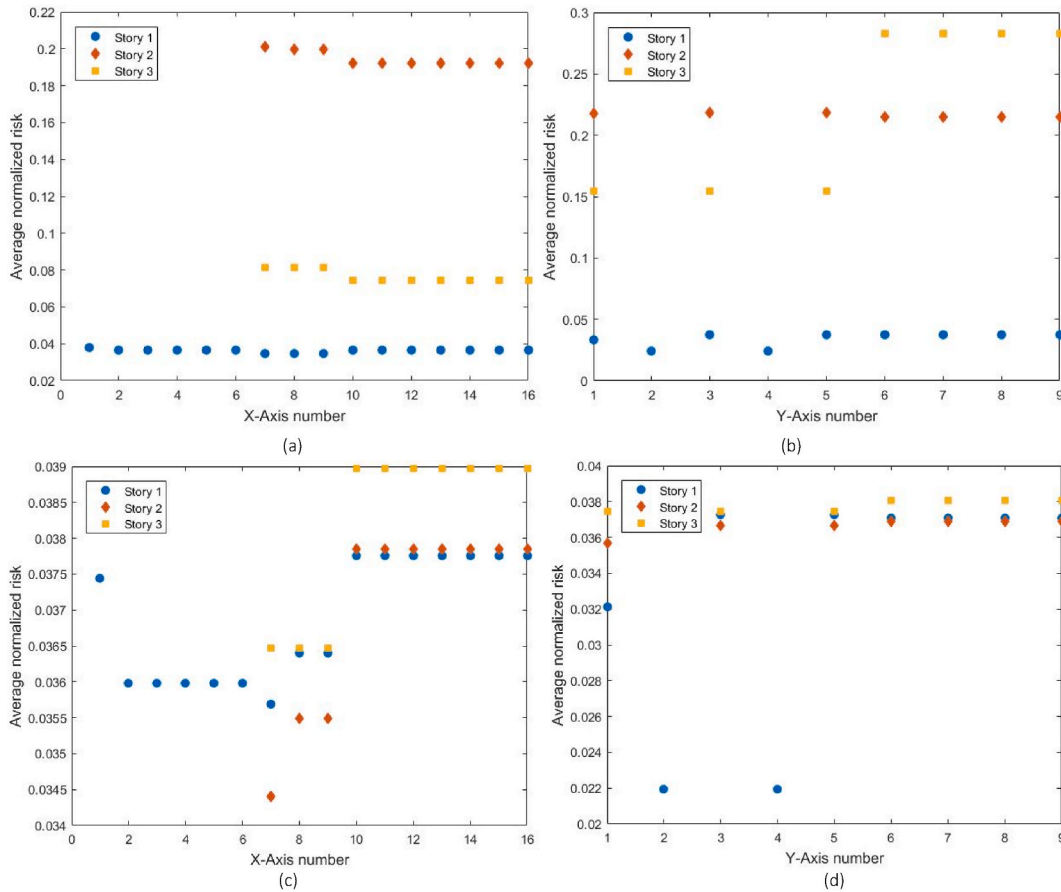 0.22
0.2
0.18
0.16
0.14
0.12
0.1
0.08
0.06
0.04
0.02
Average normalized risk
Story 1
Story 2
Story 3
0 2 4 6 8 10 12 14 16
X-Axis number
(a)
0.3
0.25
0.2
0.15
0.1
0.05
0
Average normalized risk
Story 1
Story 2
Story 3
1 2 3 4 5 6 7 8 9
Y-Axis number
(b)
0.039
0.0385
0.038
0.0375
0.037
0.0365
0.036
0.0355
0.035
0.0345
0.034
Average normalized risk
Story 1
Story 2
Story 3
0 2 4 6 8 10 12 14 16
X-Axis number
(c)
0.04
0.038
0.036
0.034
0.032
0.03
0.028
0.026
0.024
0.022
0.02
Average normalized risk
Story 1
Story 2
Story 3
1 2 3 4 5 6 7 8 9
Y-Axis number
(d)